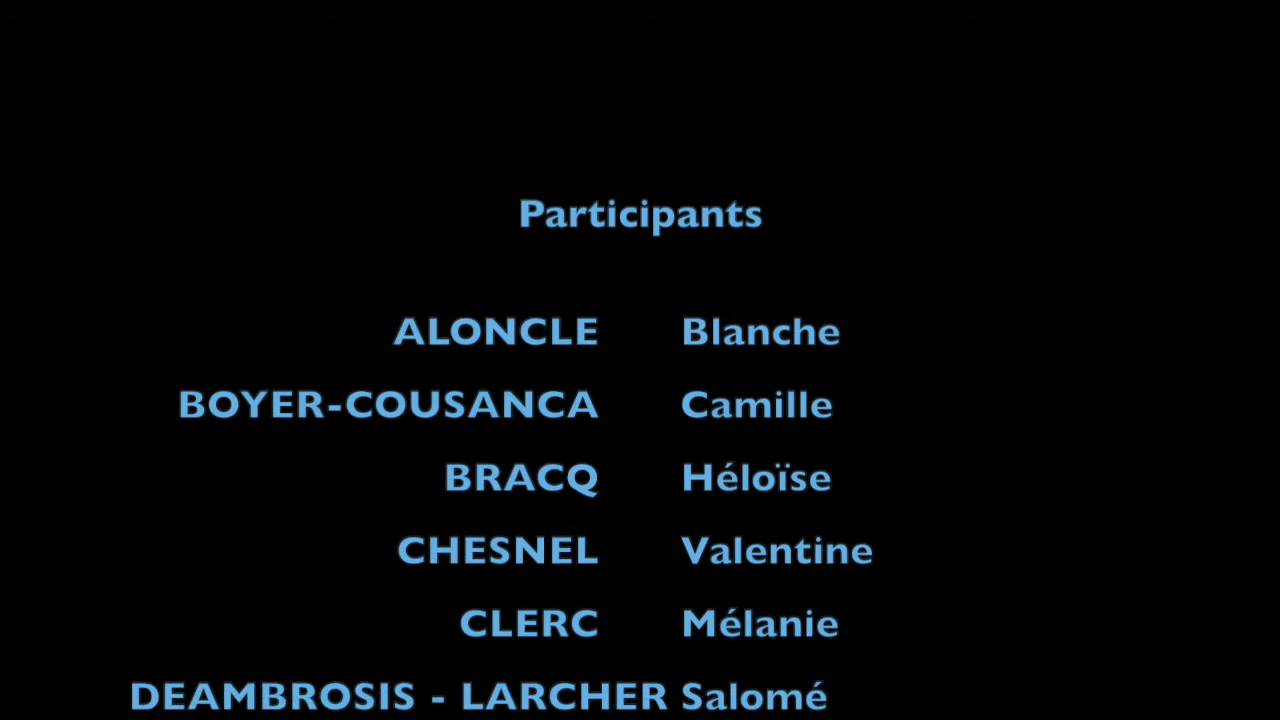 Participants
ALONCLE Blanche
BOYER-COUSANCA Camille
BRACQ Héloïse
CHESNEL Valentine
CLERC Mélanie
DEAMBROSIS - LARCHER Salomé